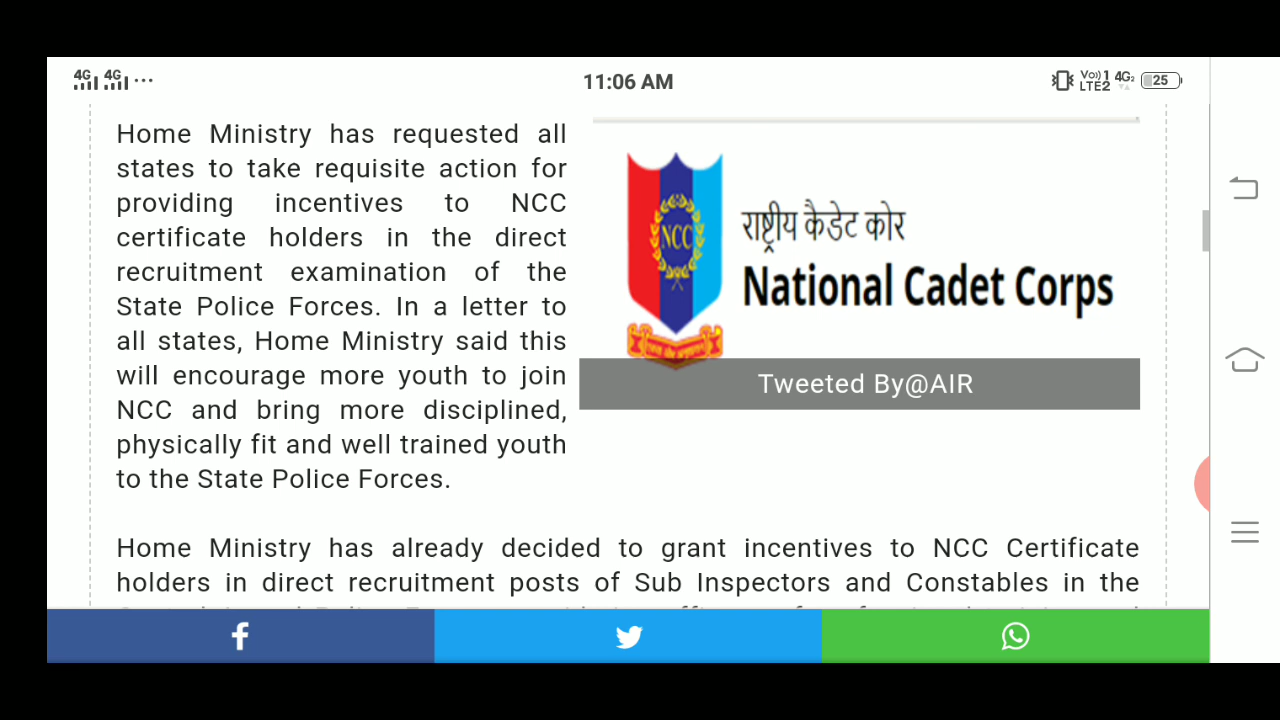 4G 4G ...
11:06 AM
Vo)) 1 4G2
LTE2
25
Home Ministry has requested all
states to take requisite action for
providing incentives to NCC
certificate holders in the direct
recruitment examination of the
State Police Forces. In a letter to
all states, Home Ministry said this
will encourage more youth to join
NCC and bring more disciplined,
physically fit and well trained youth
to the State Police Forces.
NCC
राष्ट्रीय कैडेट कोर
National Cadet Corps
Tweeted By@AIR
Home Ministry has already decided to grant incentives to NCC Certificate
holders in direct recruitment posts of Sub Inspectors and Constables in the